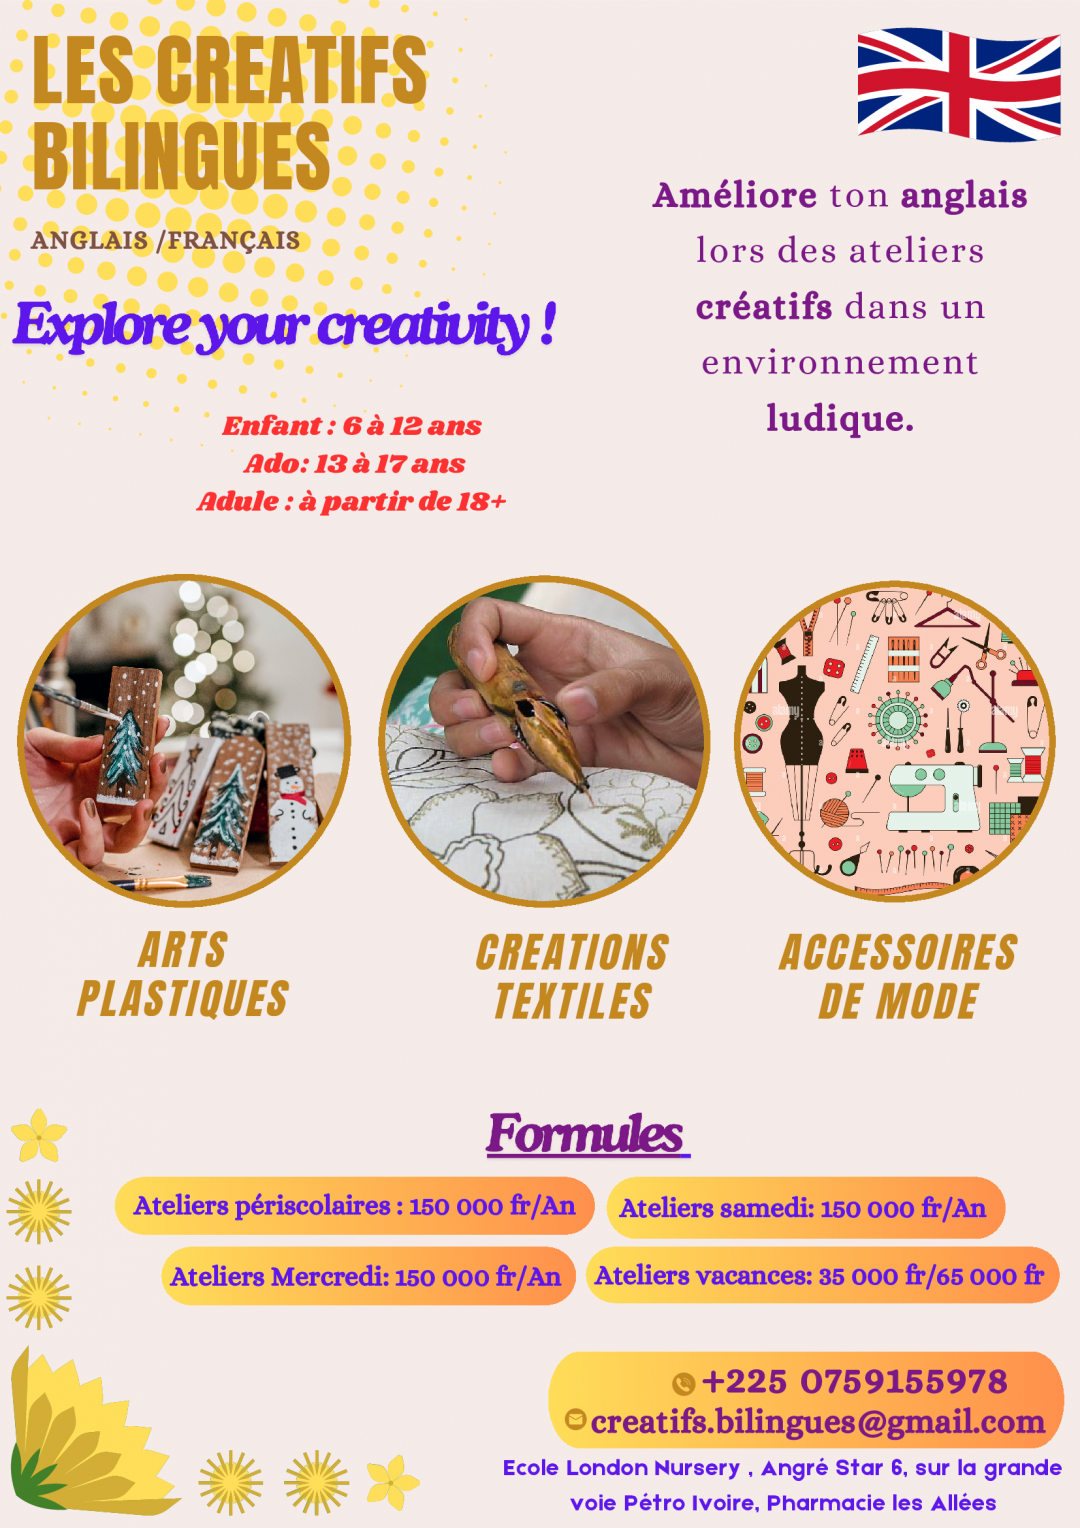 LES CREATIFS
BILINGUES
ANGLAIS /FRANÇAIS
Explore your creativity !
Améliore ton anglais
lors des ateliers
créatifs dans un
environnement
ludique.
Enfant : 6 à 12 ans
Ado: 13 à 17 ans
Adule : à partir de 18+
alamy
alamy
ARTS
PLASTIQUES
CREATIONS
TEXTILES
ACCESSOIRES
DE MODE
Formules
Ateliers périscolaires : 150 000 fr/An
Ateliers samedi: 150 000 fr/An
Ateliers Mercredi: 150 000 fr/An
Ateliers vacances: 35 000 fr/65 000 fr
+225 0759155978
creatifs.bilingues@gmail.com
Ecole London Nursery , Angré Star 6, sur la grande
voie Pétro Ivoire, Pharmacie les Allées